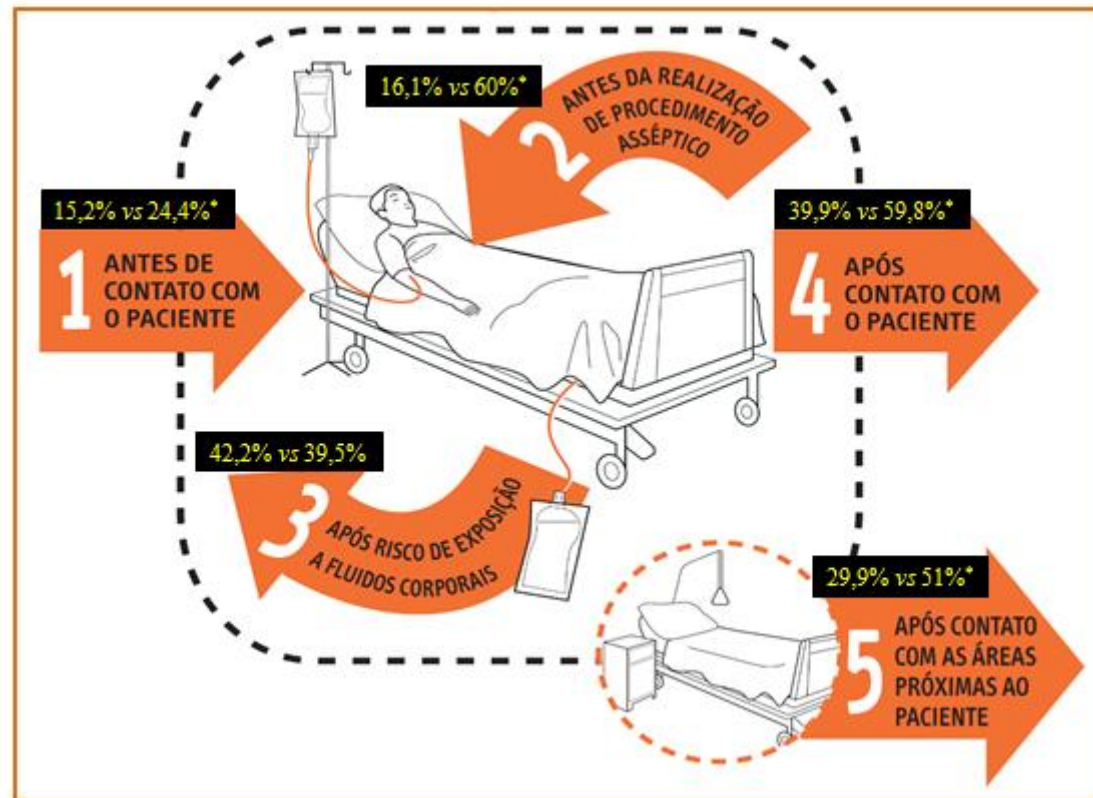 15,2% vs 24,4%*
1
ANTES DE
CONTATO COM
O PACIENTE
16,1% vs 60%*
2
ANTES DA REALIZAÇÃO
DE PROCEDIMENTO
ASSÉPTICO
42,2% vs 39,5%
3
APÓS RISCO DE EXPOSIÇÃO
A FLUIDOS CORPORAIS
39,9% vs 59,8%*
4
APÓS
CONTATO COM
O PACIENTE
29,9% vs 51%*
5
APÓS CONTATO
COM AS ÁREAS
PRÓXIMAS AO
PACIENTE